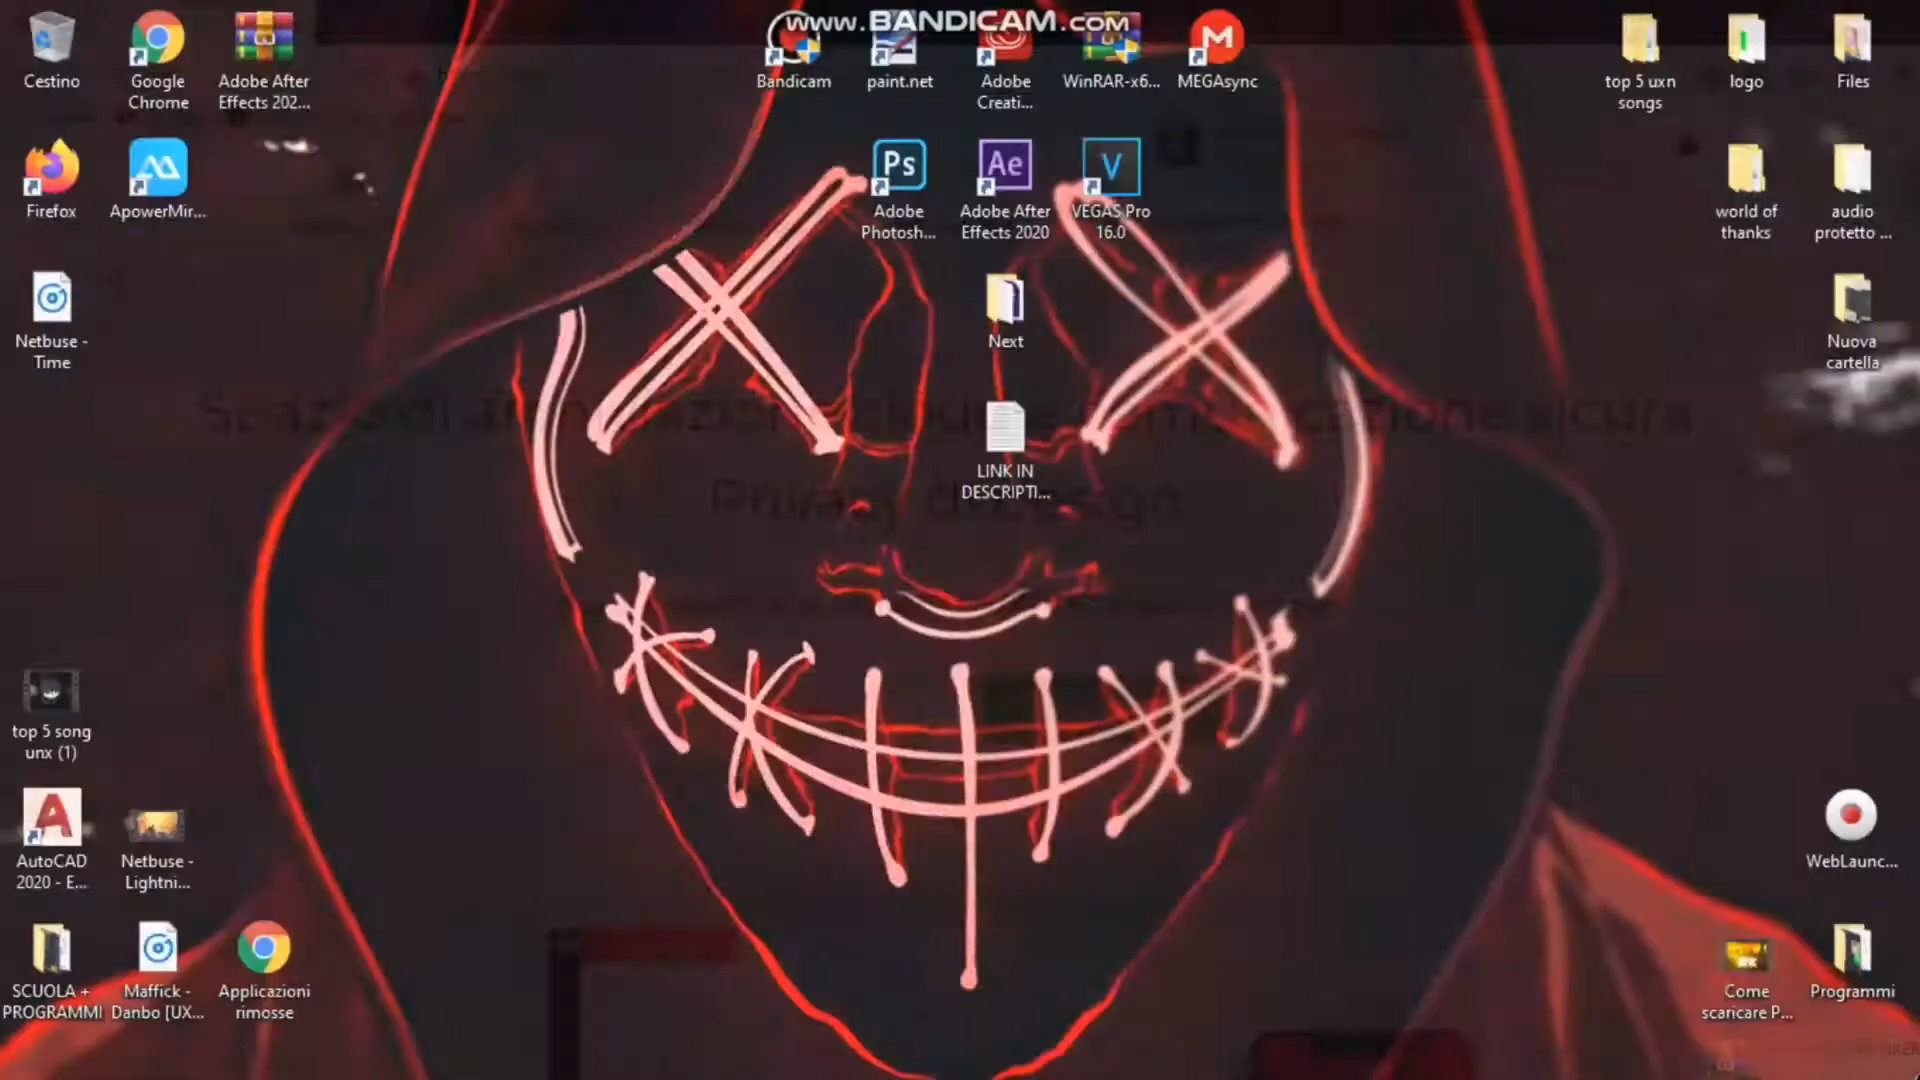 www.BANDICAM.com
Cestino
Google
Chrome
Adobe After
Effects 202...
Bandicam
paint.net
Adobe
Creati...
WinRAR-x6...
MEGAsync
top 5 uxn
songs
logo
Files
Firefox
ApowerMir...
Ps
Adobe
Photosh...
Ae
Adobe After
Effects 2020
V
VEGAS Pro
16.0
world of
thanks
audio
protetto ...
Netbuse -
Time
Next
Nuova
cartella
LINK IN
DESCRIPTI...
Privacy by design
top 5 song
unx (1)
AutoCAD
2020 - E...
Netbuse -
Lightni...
WebLaunc...
SCUOLA +
PROGRAMMI
Maffick -
Danbo [UX...
Applicazioni
rimosse
Come
scaricare P...
Programmi